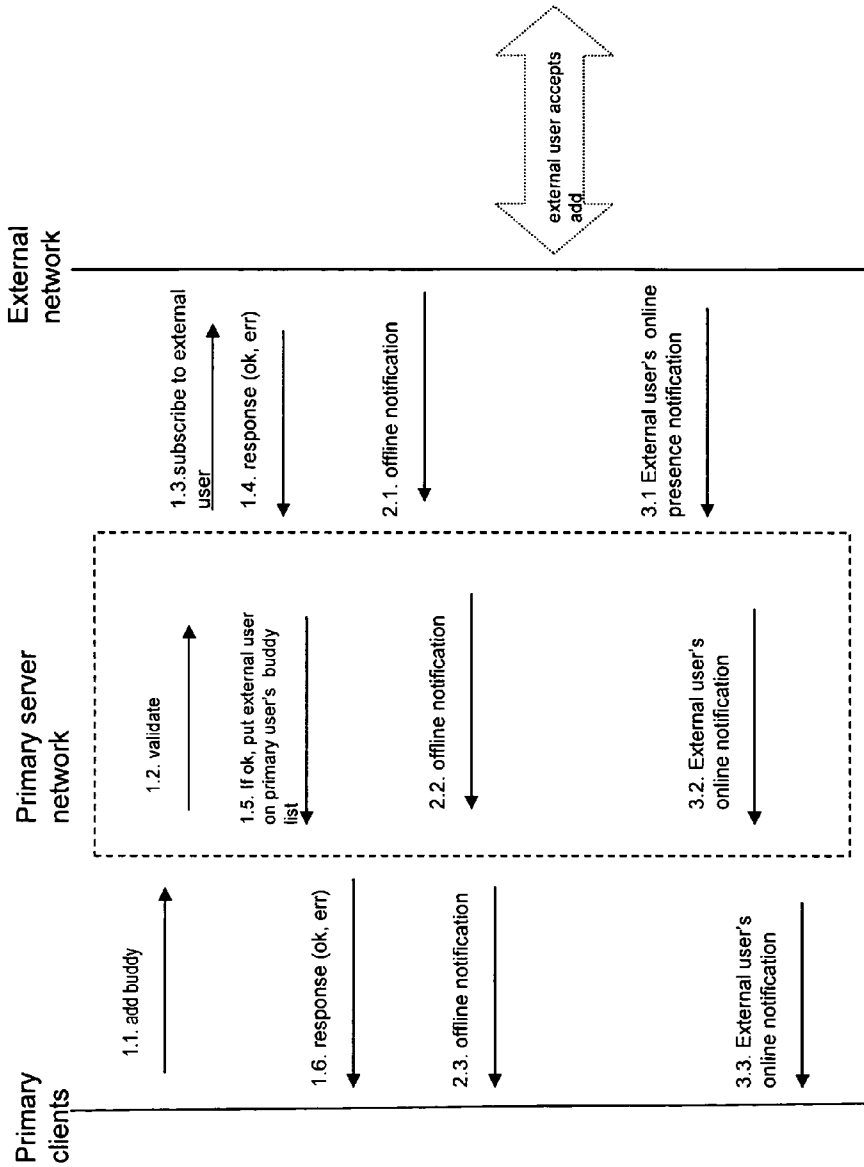 Primary
clients
Primary server
network
External
network
1.1. add buddy
1.2. validate
1.3.subscribe to external
user
1.4. response (ok, err)
1.5. If ok, put external user
on primary user's buddy
list
1.6. response (ok, err)
2.1. offline notification
2.2. offline notification
2.3. offline notification
external user accepts
add
3.1 External user's online
presence notification
3.2. External user's
online notification
3.3. External user's
online notification